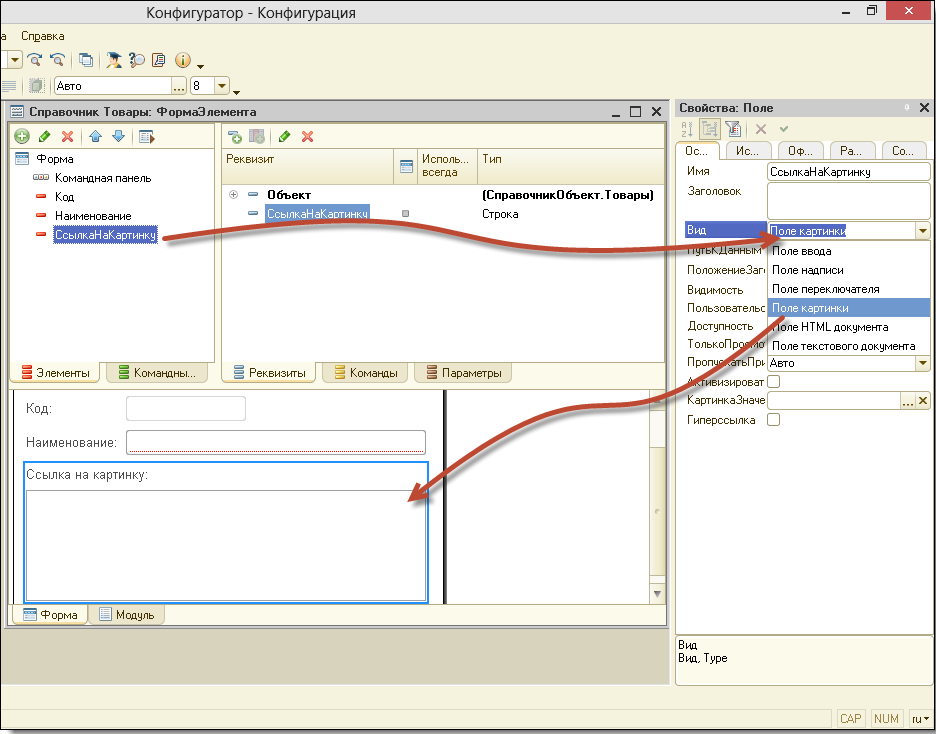 Конфигуратор - Конфигурация
а Справка
Авто ... 8
Справочник Товары: ФормаЭлемента
Форма
Командная панель
Код
Наименование
СсылкаНаКартинку
Элементы Командны...
Реквизит Исполь... всегда Тип
Объект (СправочникОбъект.Товары)
СсылкаНаКартинку Строка
Реквизиты Команды Параметры
Код:
Наименование:
Ссылка на картинку:
Форма Модуль
Свойства: Поле
Ос... Ис... Оф... Ра... Со...
Имя СсылкаНаКартинку
Заголовок
Вид Поле картинки
ПутьКДанным Поле ввода
ПоложениеЗаго Поле надписи
Видимость Поле переключателя
Пользовательс Поле картинки
Доступность Поле HTML документа
ТолькоПросмо Поле текстового документа
ПропускатьПри Авто
Активизироват
КартинкаЗначе ...
Гиперссылка
Вид
Вид, Type
CAP NUM ru